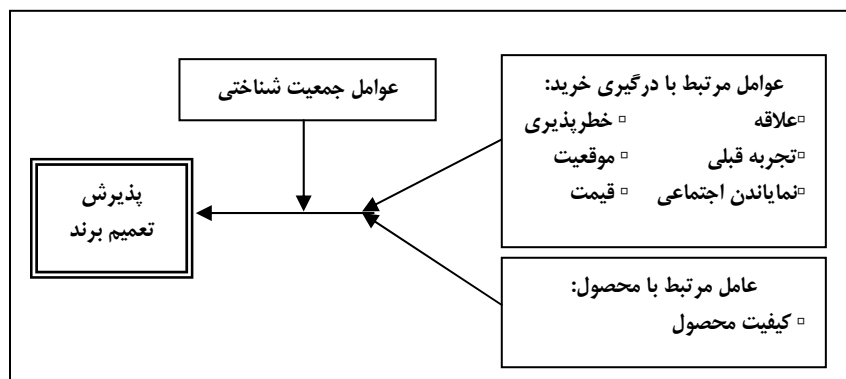 عوامل جمعیت شناختی
عوامل مرتبط با درگیری خرید:
▫علاقه ▫ خطرپذیری
▫تجربه قبلی ▫ موقعیت
▫نمایاندن اجتماعی ▫ قیمت
پذیرش
تعمیم برند
عامل مرتبط با محصول:
▫ کیفیت محصول